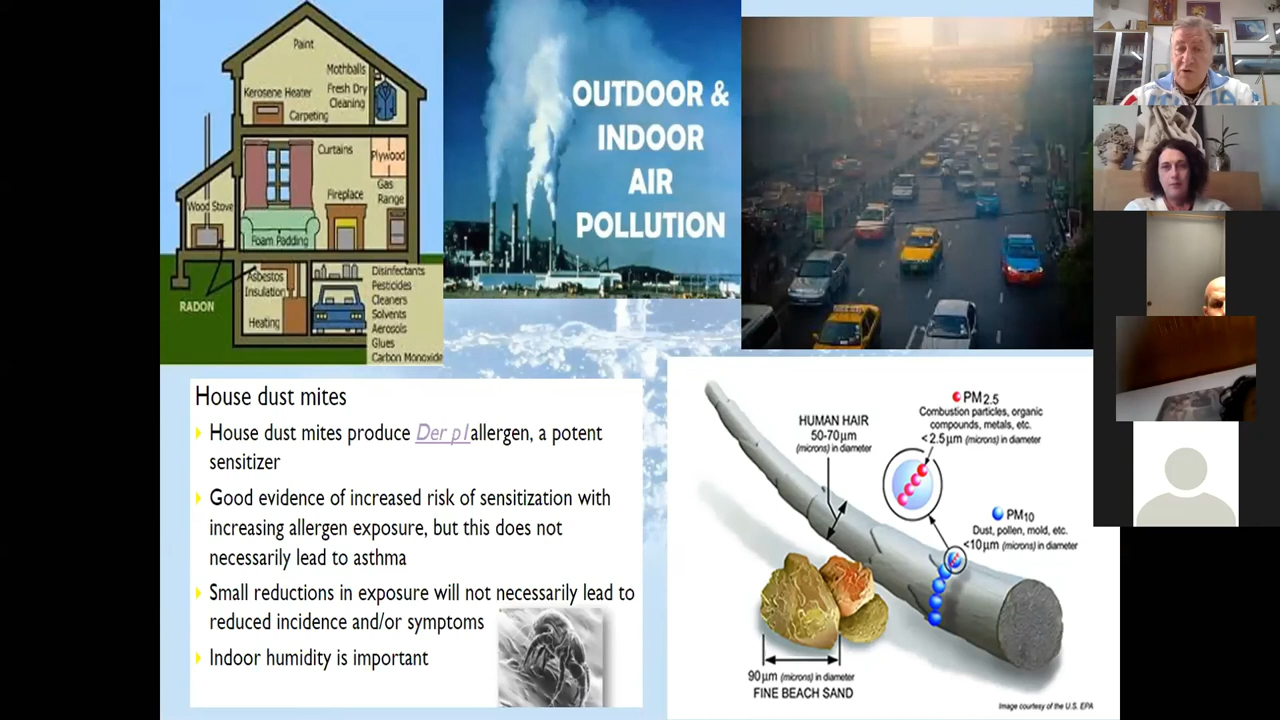 Paint
Mothballs
Kerosene Heater
Fresh Dry
Cleaning
Carpeting
Curtains
Plywood
Fireplace
Gas
Range
Wood Stove
Foam Padding
Asbestos
Insulation
RADON
Heating
Disinfectants
Pesticides
Cleaners
Solvents
Aerosols
Glues
Carbon Monoxide
OUTDOOR &
INDOOR
AIR
POLLUTION
House dust mites
House dust mites produce Der p1 allergen, a potent
sensitizer
Good evidence of increased risk of sensitization with
increasing allergen exposure, but this does not
necessarily lead to asthma
Small reductions in exposure will not necessarily lead to
reduced incidence and/or symptoms
Indoor humidity is important
HUMAN HAIR
50-70µm
(microns) in diameter
PM2.5
Combustion particles, organic
compounds, metals, etc.
<2.5µm (microns) in diameter
PM10
Dust, pollen, mold, etc.
<10µm (microns) in diameter
90µm (microns) in diameter
FINE BEACH SAND
Image courtesy of the U.S. EPA